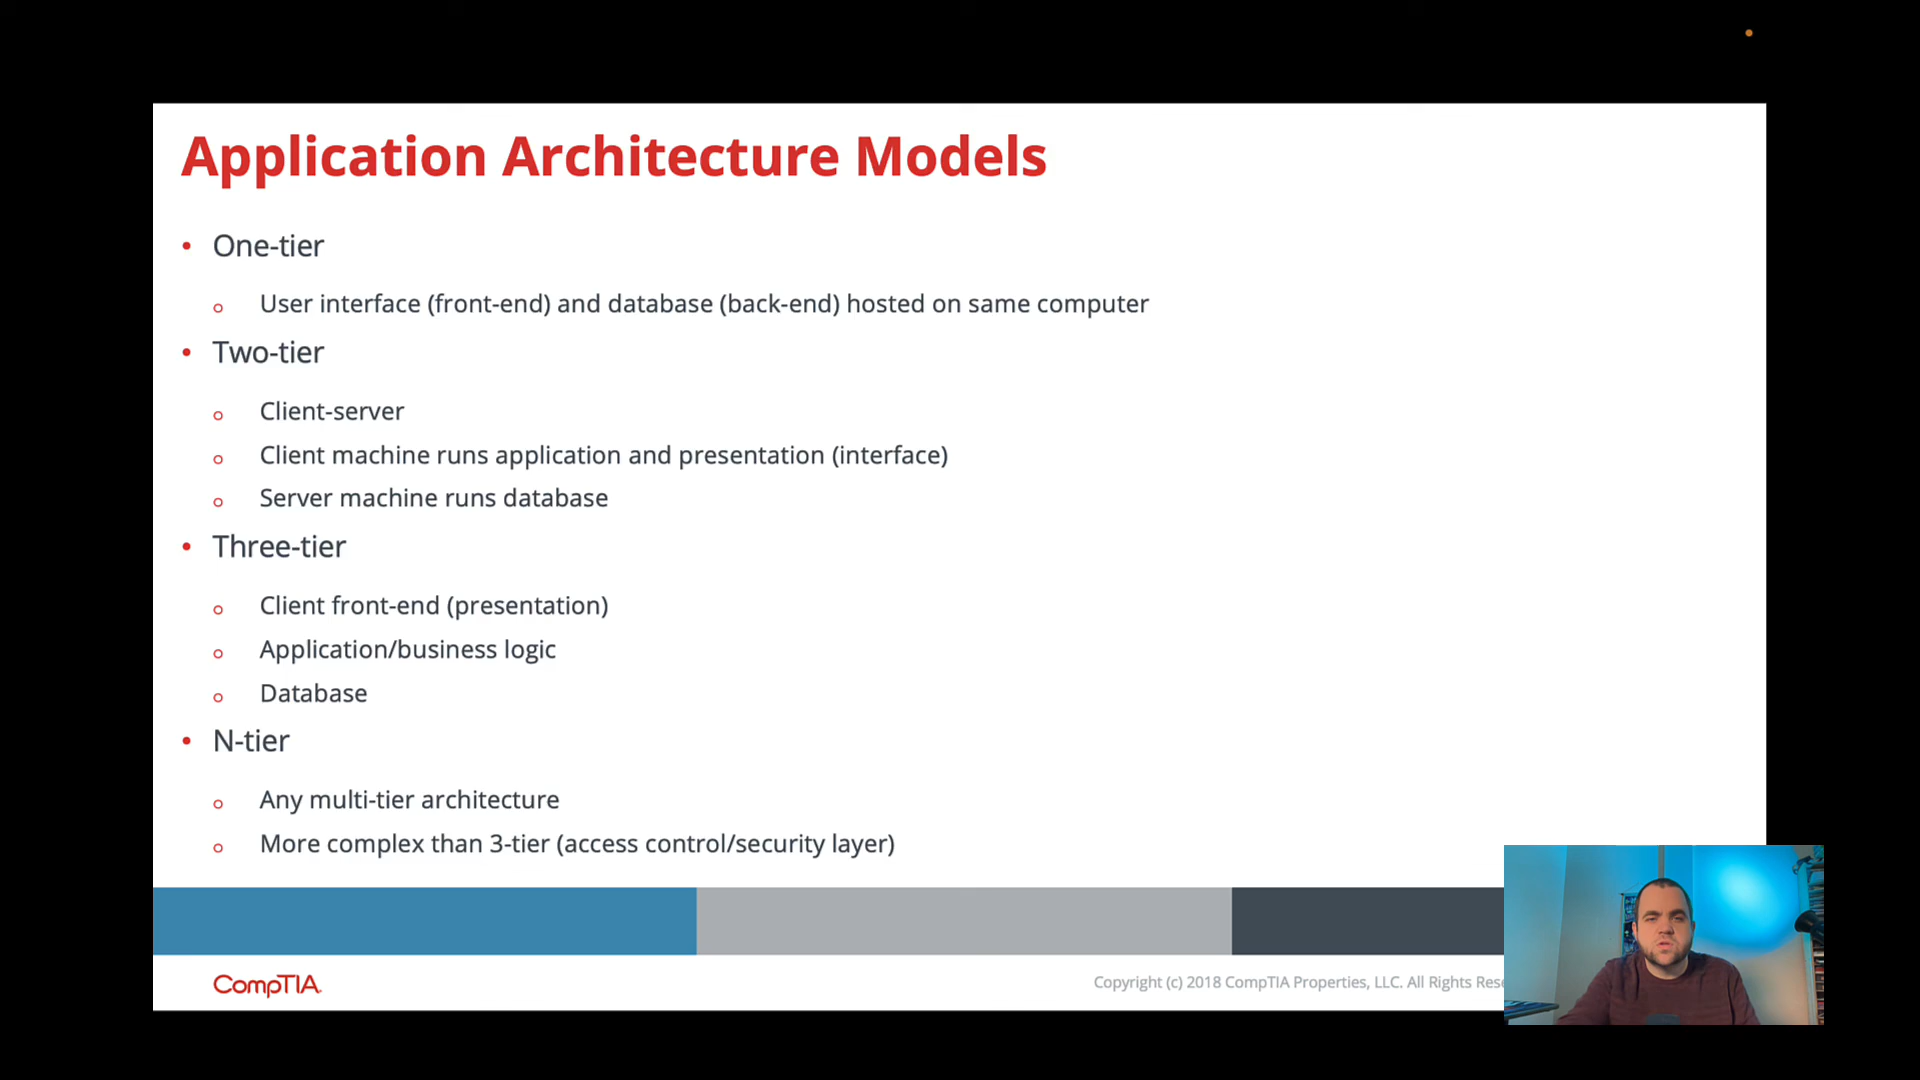 Application Architecture Models
• One-tier
o User interface (front-end) and database (back-end) hosted on same computer
• Two-tier
o Client-server
o Client machine runs application and presentation (interface)
o Server machine runs database
• Three-tier
o Client front-end (presentation)
o Application/business logic
o Database
• N-tier
o Any multi-tier architecture
o More complex than 3-tier (access control/security layer)
CompTIA.
Copyright (c) 2018 CompTIA Properties, LLC. All Rights